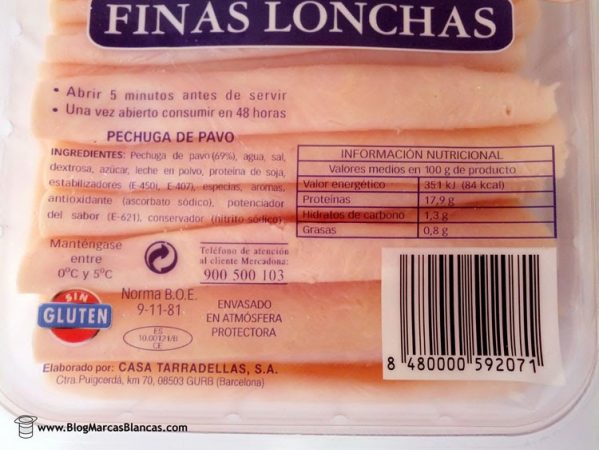 FINAS LONCHAS
• Abrir 5 minutos antes de servir
• Una vez abierto consumir en 48 horas
PECHUGA DE PAVO
INGREDIENTES: Pechuga de pavo (69%), agua, sal,
dextrosa, azúcar, leche en polvo, proteína de soja,
estabilizadores (E-450i, E-407), especias, aromas,
antioxidante (ascorbato sódico), potenciador
del sabor (E-621), conservador (nitrito sódico).
INFORMACIÓN NUTRICIONAL
Valores medios en 100 g de producto
Valor energético 351 kJ (84 kcal)
Proteínas 17,9 g
Hidratos de carbono 1,3 g
Grasas 0,8 g
Manténgase
entre
0ºC y 5ºC
Teléfono de atención
al cliente Mercadona:
900 500 103
SIN
GLUTEN
Norma B.O.E.
9-11-81
ES
10.00121/B
CE
ENVASADO
EN ATMÓSFERA
PROTECTORA
8 480000 592071
Elaborado por: CASA TARRADELLAS, S.A.
Ctra.Puigcerdá, km 70, 08503 GURB (Barcelona)
www.BlogMarcasBlancas.com